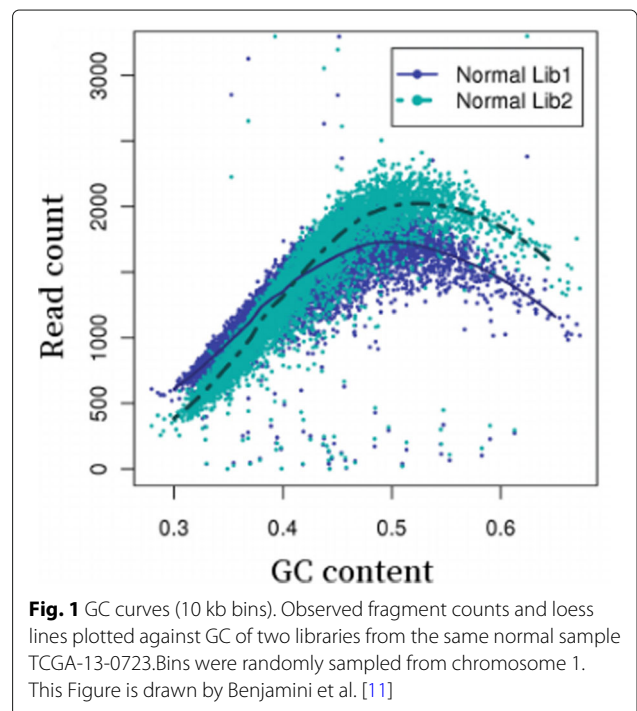 Normal Lib1
Normal Lib2
3000
2000
1000
500
0
Read count
0.3 0.4 0.5 0.6
GC content
Fig. 1 GC curves (10 kb bins). Observed fragment counts and loess
lines plotted against GC of two libraries from the same normal sample
TCGA-13-0723.Bins were randomly sampled from chromosome 1.
This Figure is drawn by Benjamini et al. [11]